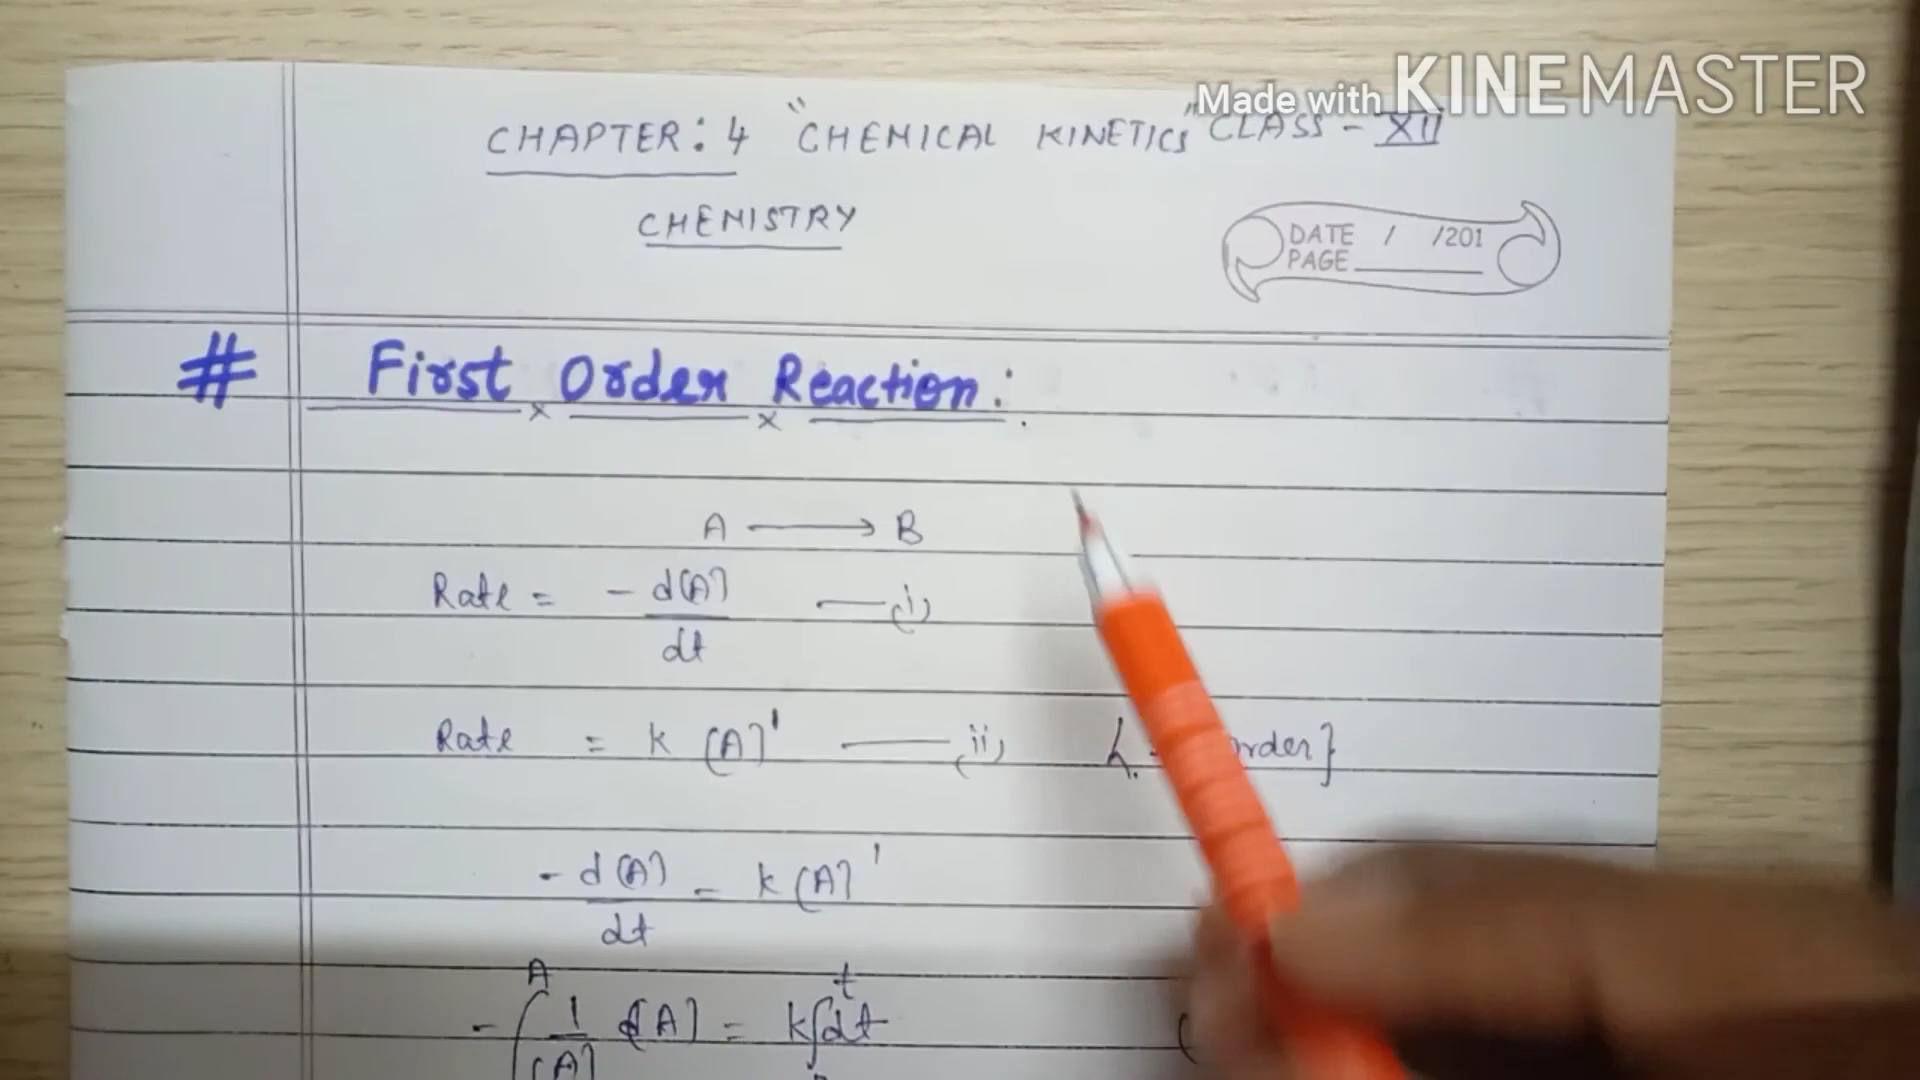 Made with KINEMASTER
CHAPTER: 4 "CHEMICAL KINETICS" CLASS - XII
CHEMISTRY
DATE / /201
PAGE
# First Order Reaction:
A ⟶ B
Rate = - d[A]/dt —(i)
Rate = k [A]¹ —(ii) order}
- d[A]/dt = k[A]¹
A t
- ∫ 1/[A] d[A] = k∫dt